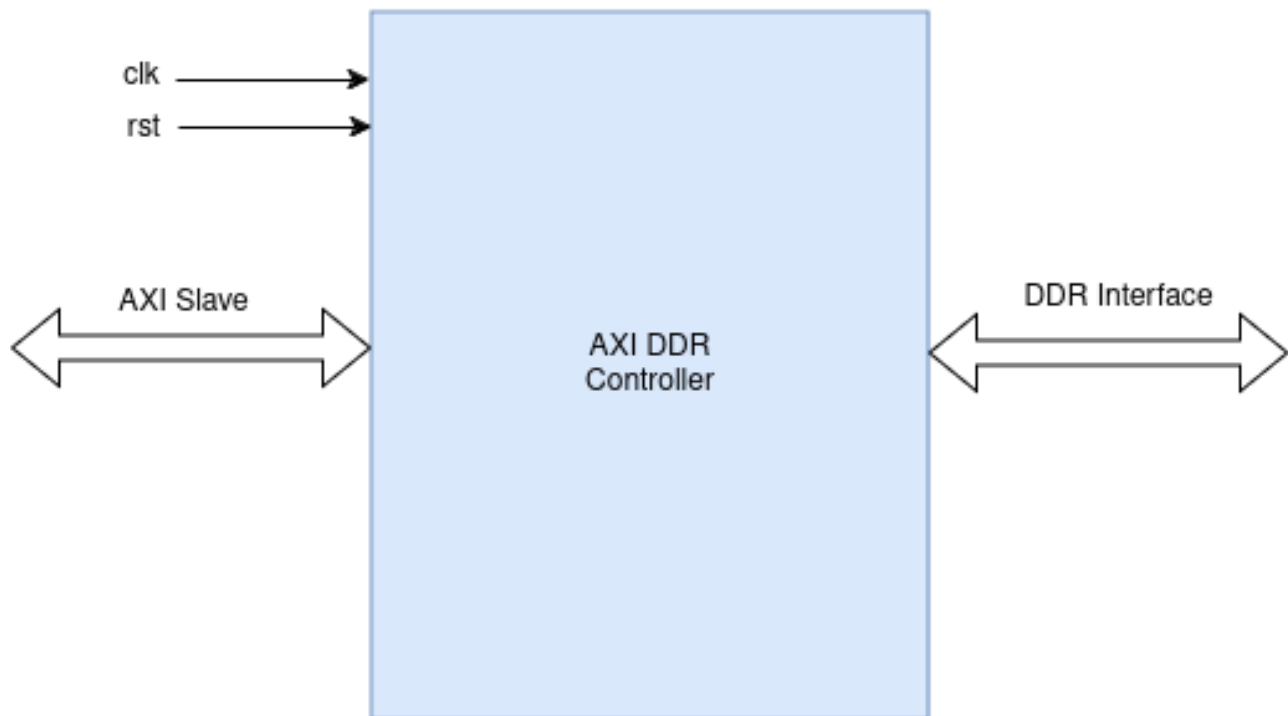 clk
rst
AXI Slave
DDR Interface
AXI DDR
Controller